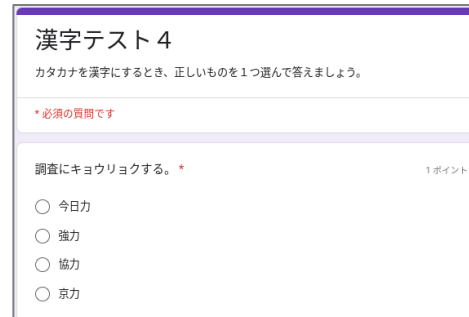 漢字テスト４
カタカナを漢字にするとき、正しいものを１つ選んで答えましょう。
* 必須の質問です
調査にキョウリョクする。 * 1 ポイント
今日力
強力
協力
京力